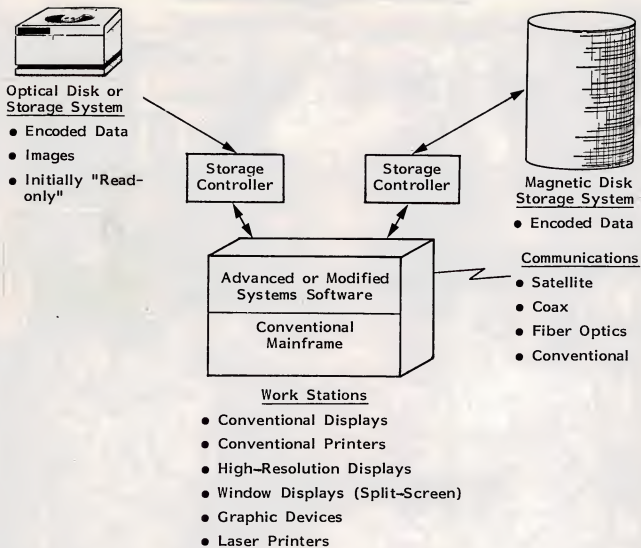 Optical Disk or
Storage System
● Encoded Data
● Images
● Initially "Read-
only"
Storage
Controller
Storage
Controller
Magnetic Disk
Storage System
● Encoded Data
Advanced or Modified
Systems Software
Conventional
Mainframe
Communications
● Satellite
● Coax
● Fiber Optics
● Conventional
Work Stations
● Conventional Displays
● Conventional Printers
● High-Resolution Displays
● Window Displays (Split-Screen)
● Graphic Devices
● Laser Printers